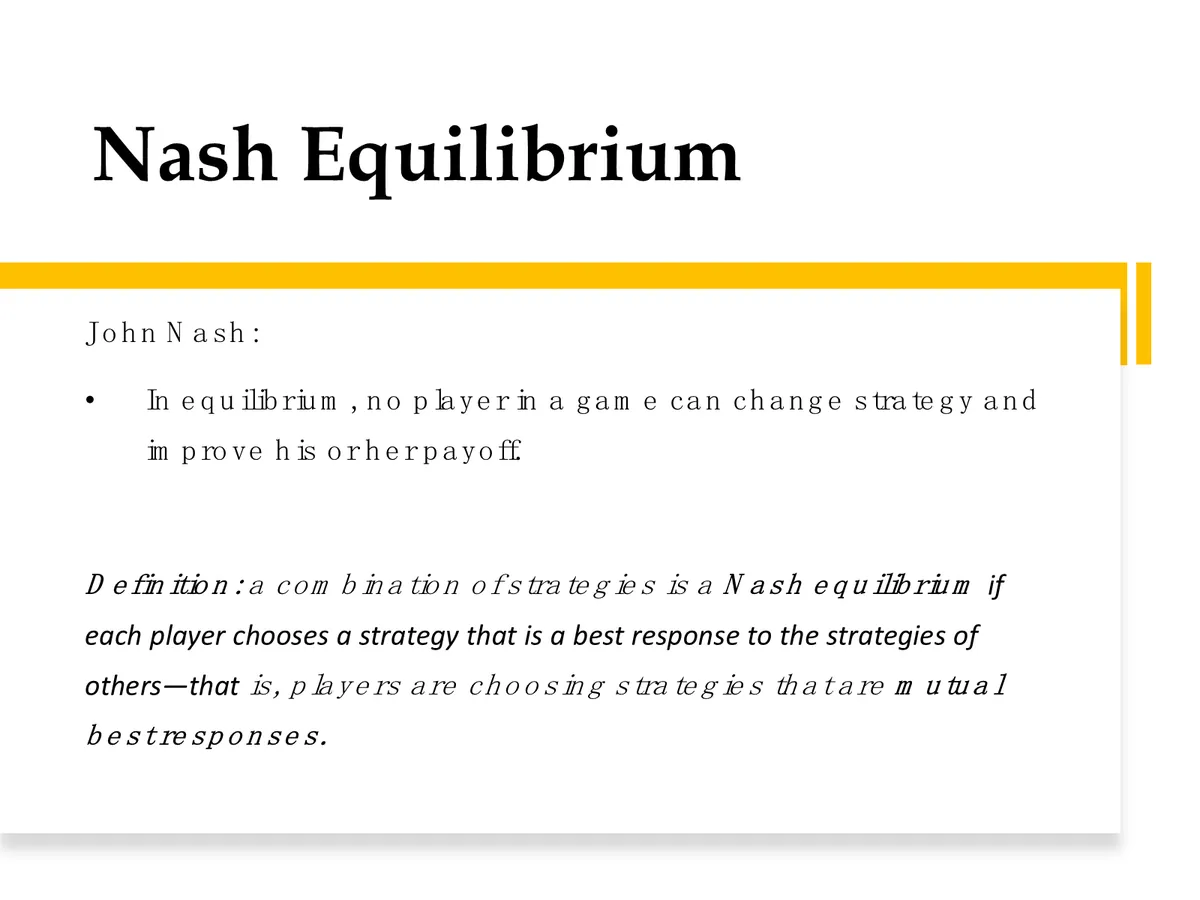 Nash Equilibrium
John Nash:
• In equilibrium, no player in a game can change strategy and
improve his or her payoff.
Definition: a combination of strategies is a Nash equilibrium if
each player chooses a strategy that is a best response to the strategies of
others—that is, players are choosing strategies that are mutual
best responses.